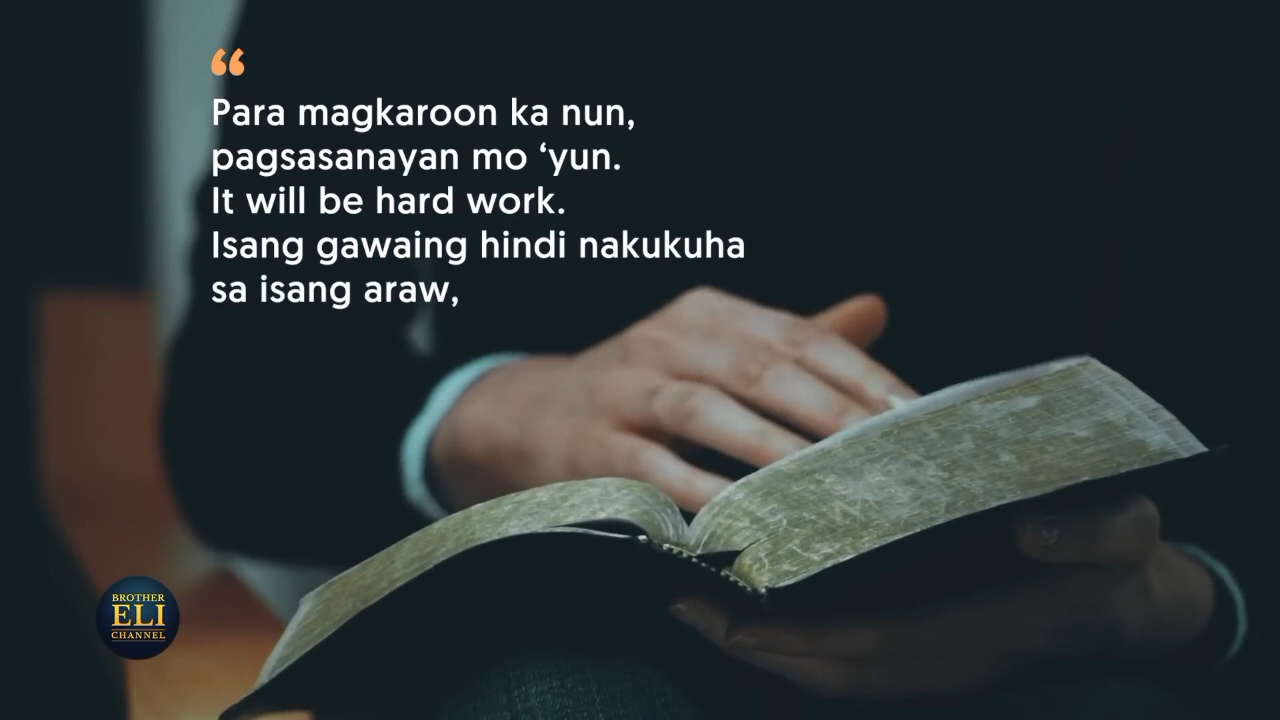 “
Para magkaroon ka nun,
pagsasanayan mo ‘yun.
It will be hard work.
Isang gawaing hindi nakukuha
sa isang araw,
BROTHER
ELI
CHANNEL